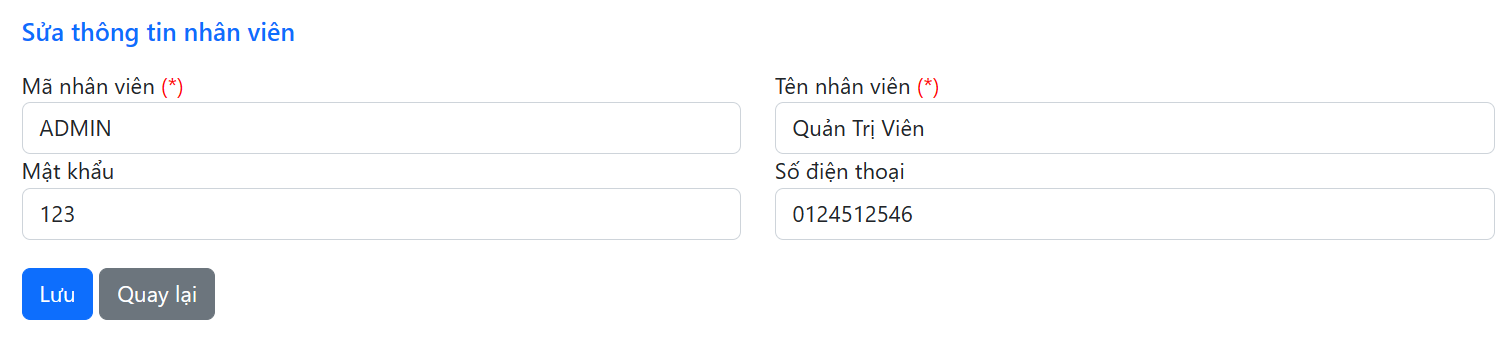 Sửa thông tin nhân viên
Mã nhân viên (*)
Tên nhân viên (*)
ADMIN
Quản Trị Viên
Mật khẩu
Số điện thoại
123
0124512546
Lưu
Quay lại